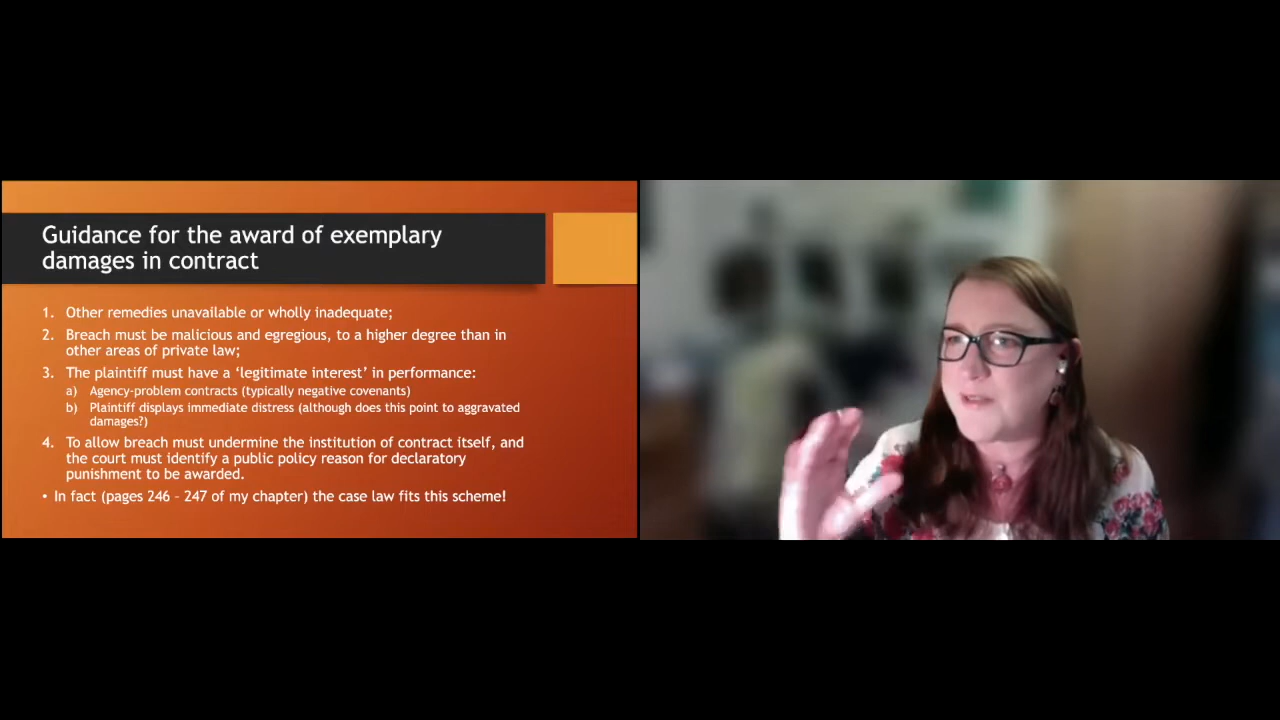 Guidance for the award of exemplary
damages in contract
1. Other remedies unavailable or wholly inadequate;
2. Breach must be malicious and egregious, to a higher degree than in
other areas of private law;
3. The plaintiff must have a ‘legitimate interest’ in performance:
a) Agency-problem contracts (typically negative covenants)
b) Plaintiff displays immediate distress (although does this point to aggravated
damages?)
4. To allow breach must undermine the institution of contract itself, and
the court must identify a public policy reason for declaratory
punishment to be awarded.
• In fact (pages 246 – 247 of my chapter) the case law fits this scheme!